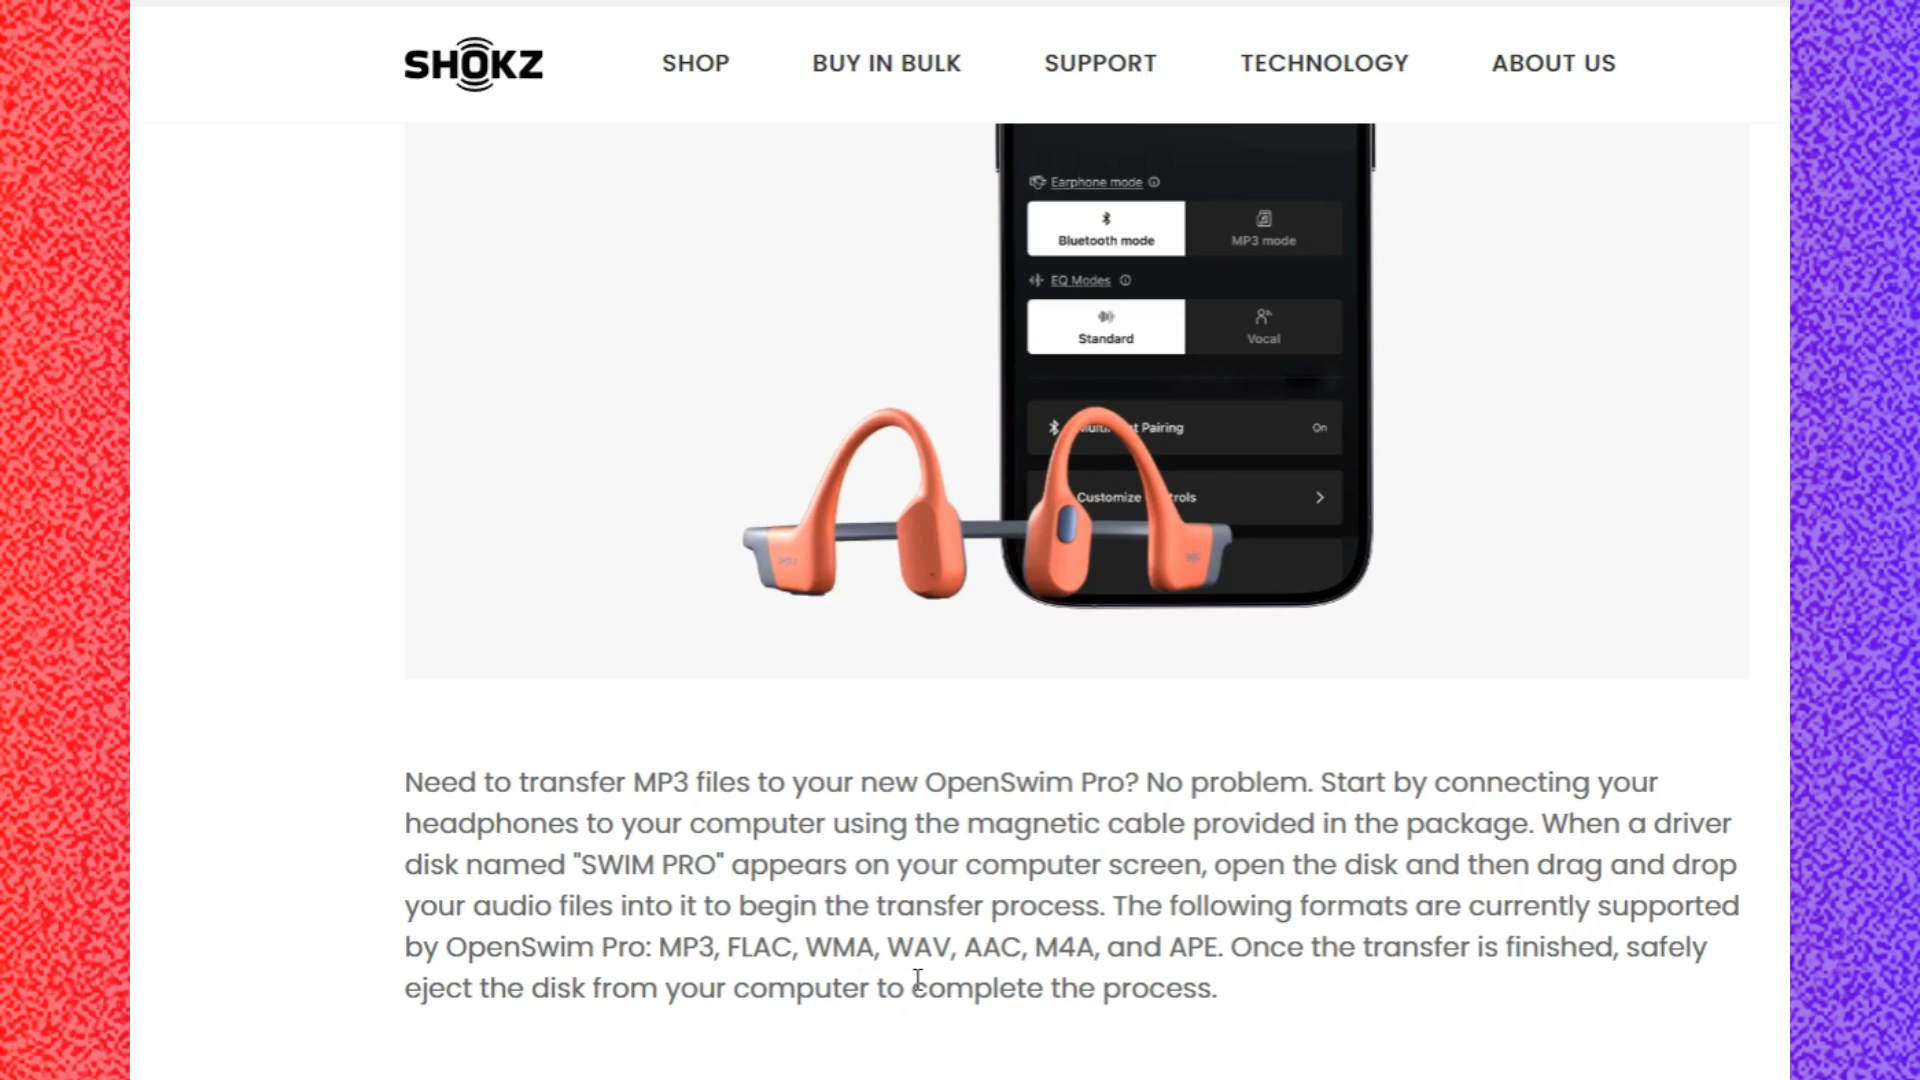 SHOKZ SHOP BUY IN BULK SUPPORT TECHNOLOGY ABOUT US
Earphone mode
Bluetooth mode MP3 mode
EQ Modes
Standard Vocal
Pairing On
Customize
Need to transfer MP3 files to your new OpenSwim Pro? No problem. Start by connecting your
headphones to your computer using the magnetic cable provided in the package. When a driver
disk named "SWIM PRO" appears on your computer screen, open the disk and then drag and drop
your audio files into it to begin the transfer process. The following formats are currently supported
by OpenSwim Pro: MP3, FLAC, WMA, WAV, AAC, M4A, and APE. Once the transfer is finished, safely
eject the disk from your computer to complete the process.